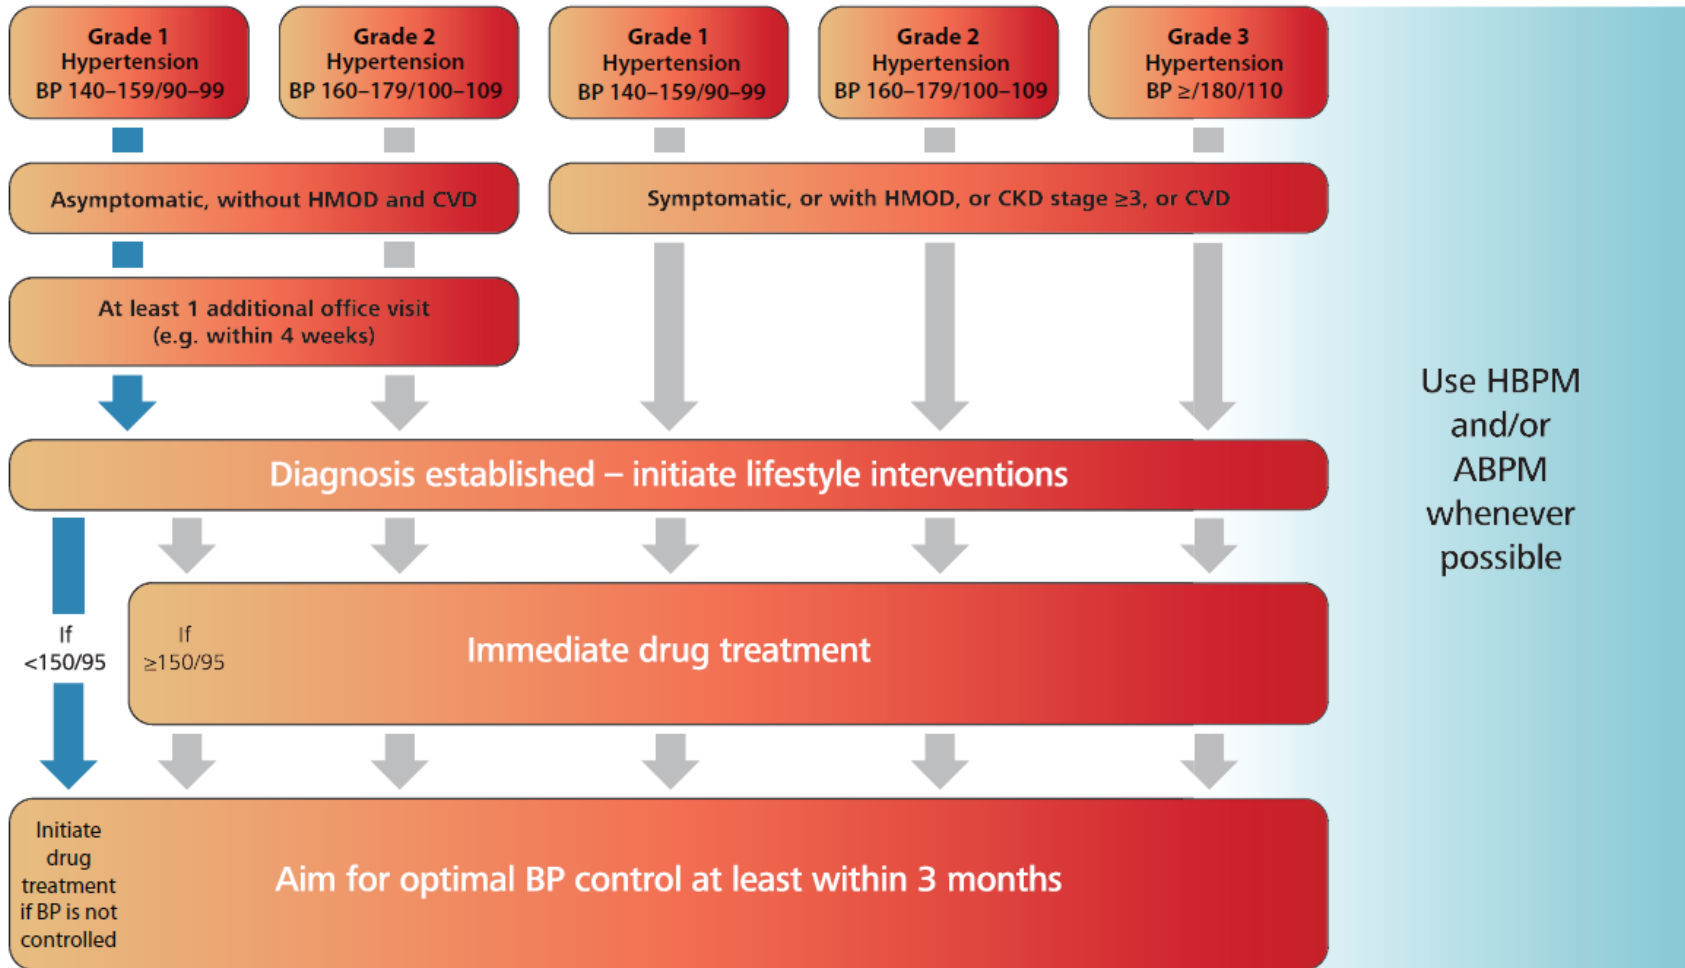 Grade 1
Hypertension
BP 140–159/90–99
Grade 2
Hypertension
BP 160–179/100–109
Grade 1
Hypertension
BP 140–159/90–99
Grade 2
Hypertension
BP 160–179/100–109
Grade 3
Hypertension
BP ≥/180/110
Asymptomatic, without HMOD and CVD
Symptomatic, or with HMOD, or CKD stage ≥3, or CVD
At least 1 additional office visit
(e.g. within 4 weeks)
Diagnosis established – initiate lifestyle interventions
If
<150/95
If
≥150/95
Immediate drug treatment
Initiate
drug
treatment
if BP is not
controlled
Aim for optimal BP control at least within 3 months
Use HBPM
and/or
ABPM
whenever
possible